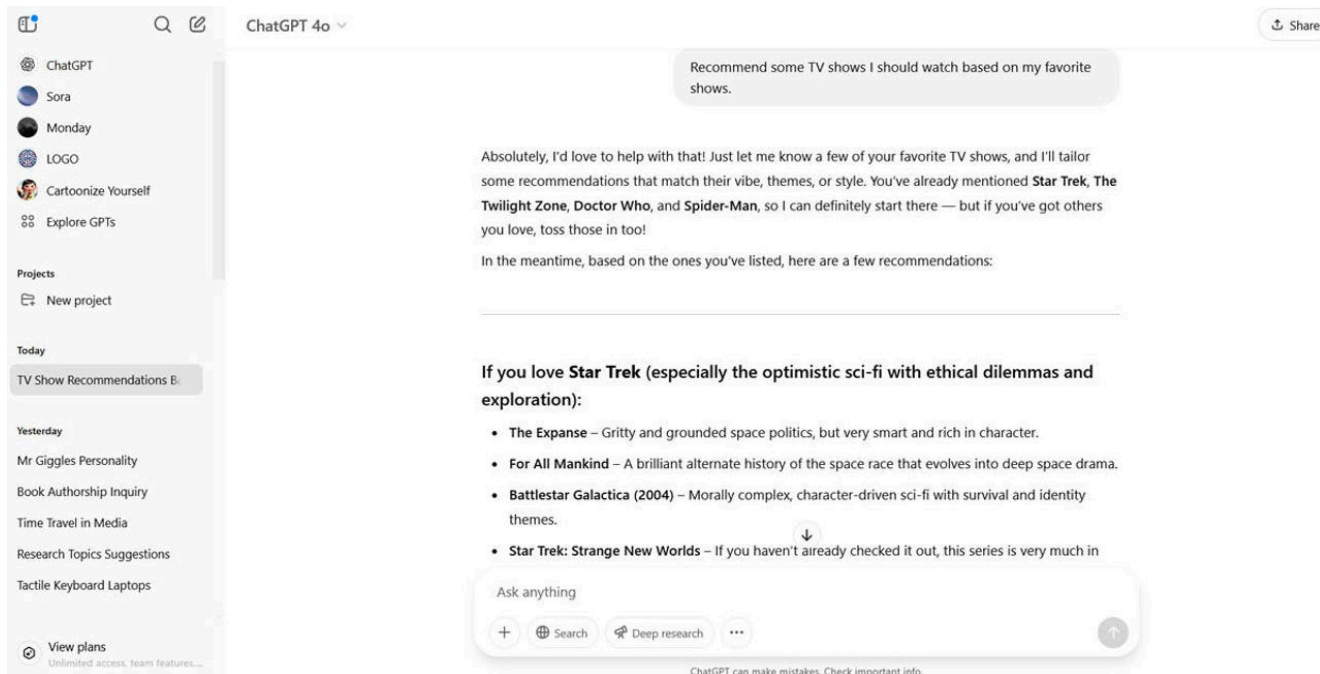 ChatGPT 4o
Share
ChatGPT
Sora
Monday
LOGO
Cartoonize Yourself
Explore GPTs
Projects
New project
Today
TV Show Recommendations B
Yesterday
Mr Giggles Personality
Book Authorship Inquiry
Time Travel in Media
Research Topics Suggestions
Tactile Keyboard Laptops
View plans
Unlimited access, team features,...
Recommend some TV shows I should watch based on my favorite
shows.
Absolutely, I'd love to help with that! Just let me know a few of your favorite TV shows, and I'll tailor
some recommendations that match their vibe, themes, or style. You've already mentioned Star Trek, The
Twilight Zone, Doctor Who, and Spider-Man, so I can definitely start there — but if you've got others
you love, toss those in too!
In the meantime, based on the ones you've listed, here are a few recommendations:
If you love Star Trek (especially the optimistic sci-fi with ethical dilemmas and
exploration):
• The Expanse – Gritty and grounded space politics, but very smart and rich in character.
• For All Mankind – A brilliant alternate history of the space race that evolves into deep space drama.
• Battlestar Galactica (2004) – Morally complex, character-driven sci-fi with survival and identity
themes.
• Star Trek: Strange New Worlds – If you haven't already checked it out, this series is very much in
Ask anything
Search
Deep research
ChatGPT can make mistakes. Check important info.